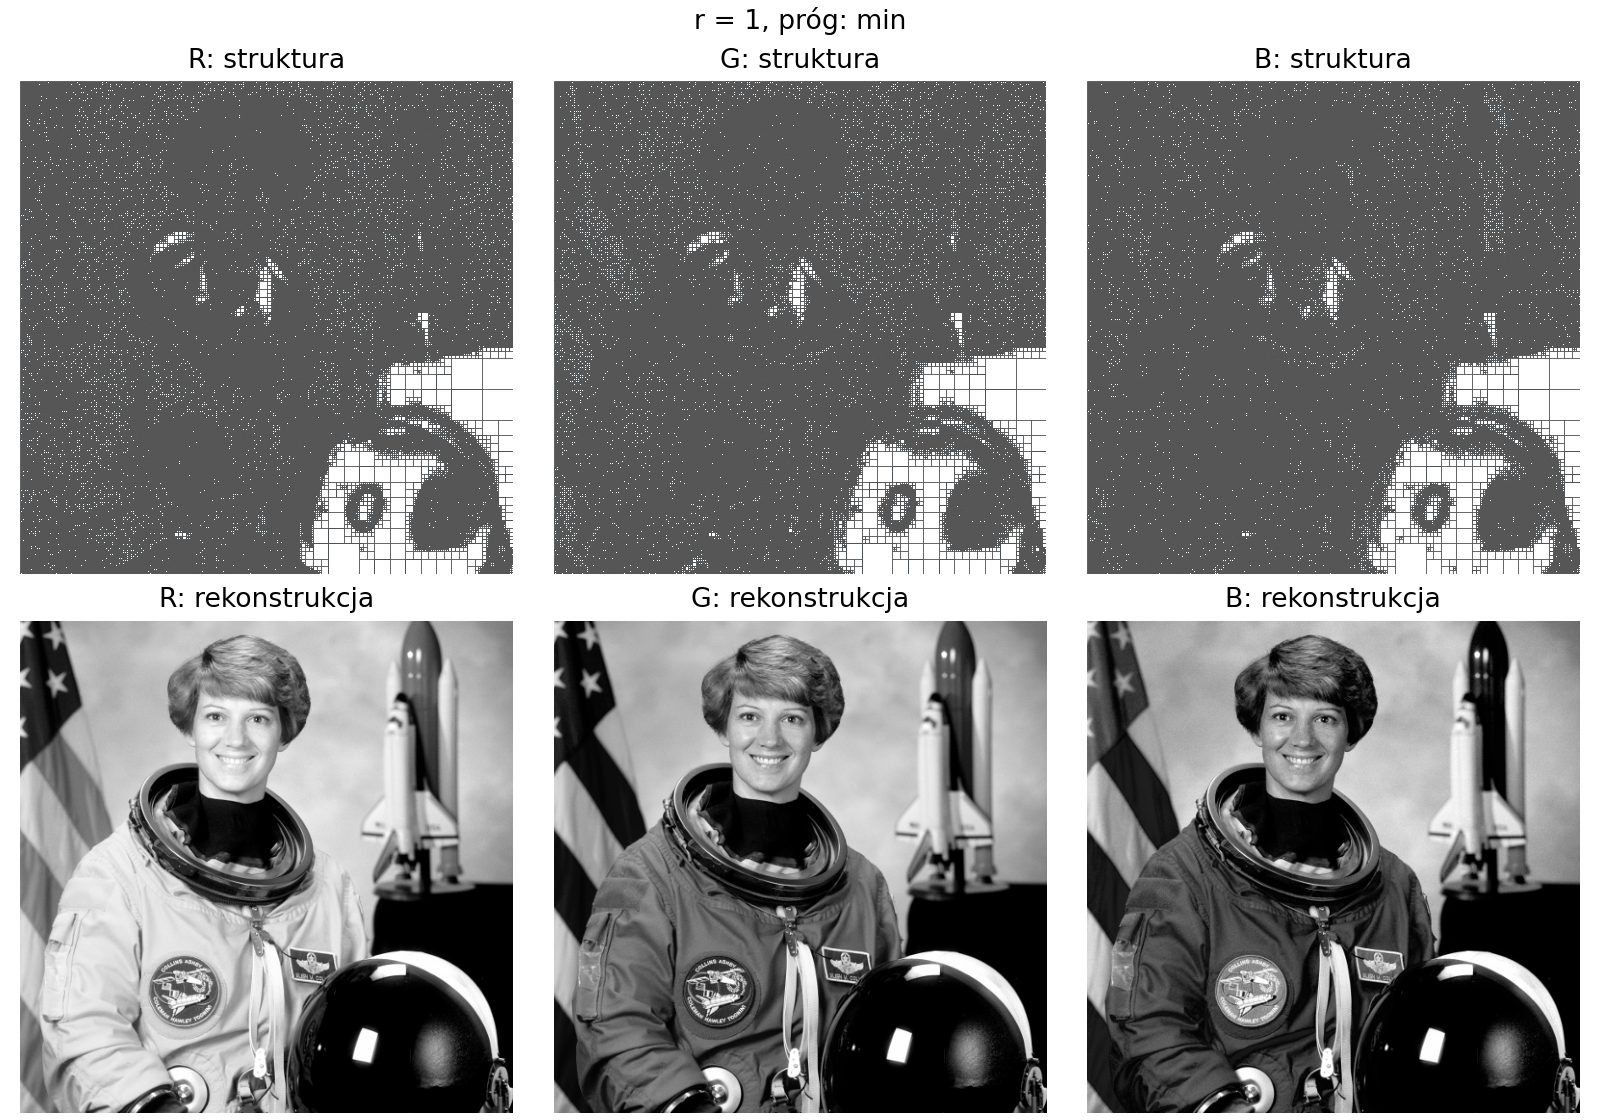 r = 1, próg: min
R: struktura
G: struktura
B: struktura
R: rekonstrukcja
G: rekonstrukcja
B: rekonstrukcja